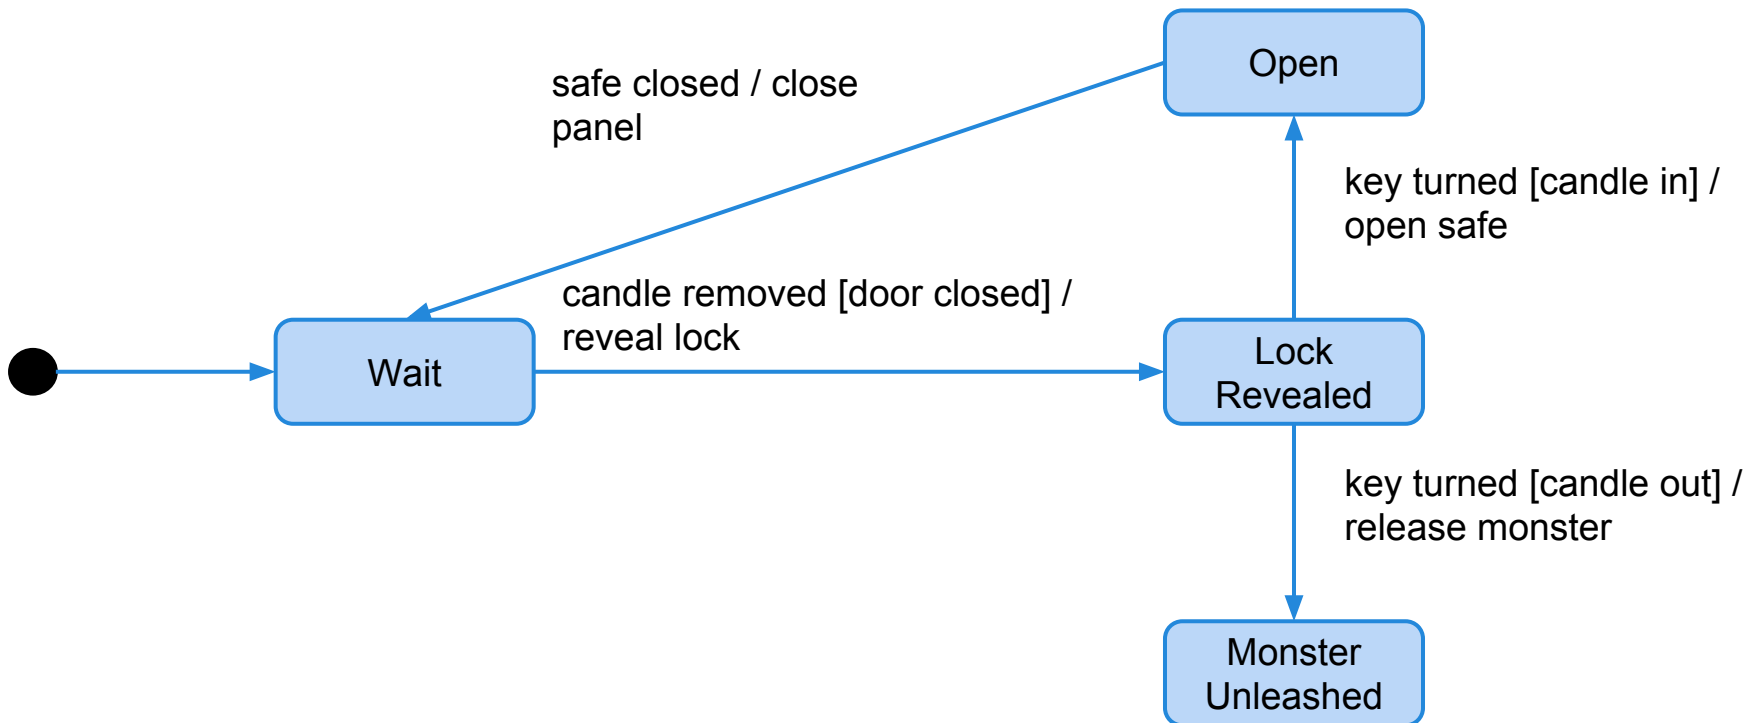 Open
safe closed / close
panel
key turned [candle in] /
open safe
candle removed [door closed] /
reveal lock
Wait
Lock
Revealed
key turned [candle out] /
release monster
Monster
Unleashed